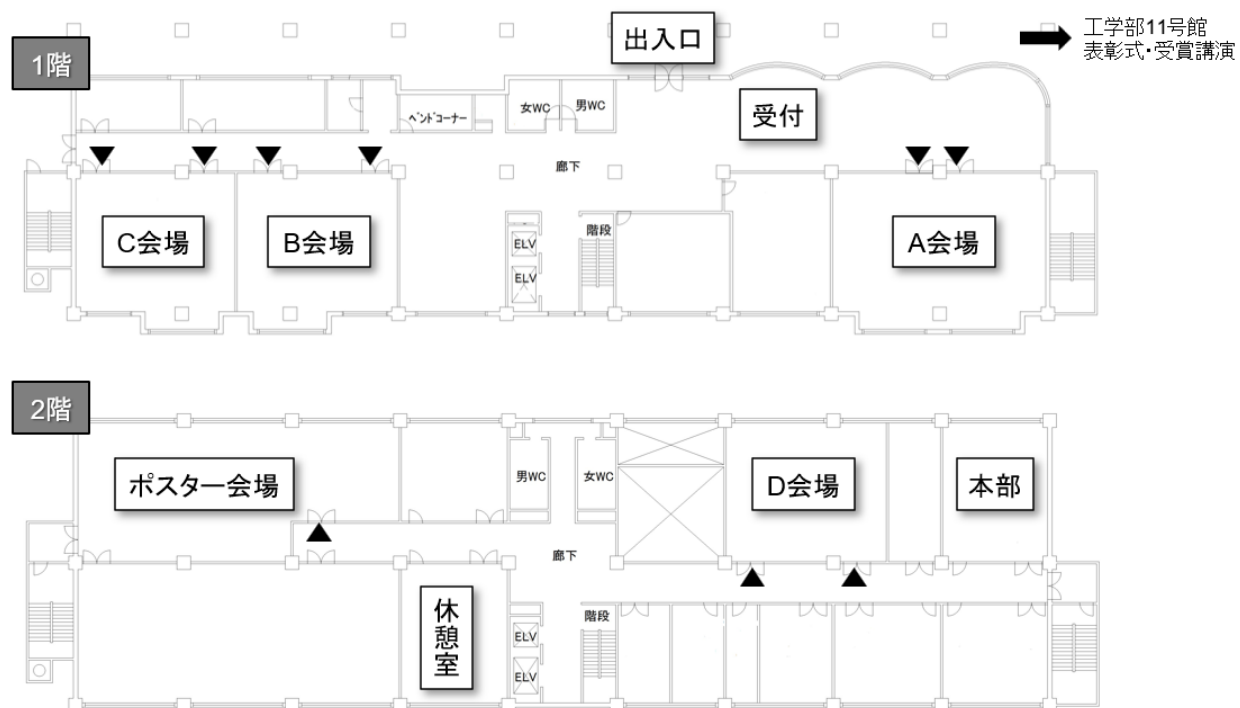 1階
出入口
工学部11号館
表彰式・受賞講演
ベンドコーナー
女WC
男WC
受付
廊下
C会場
B会場
ELV
ELV
階段
A会場
2階
ポスター会場
男WC
女WC
D会場
本部
廊下
休憩室
ELV
ELV
階段